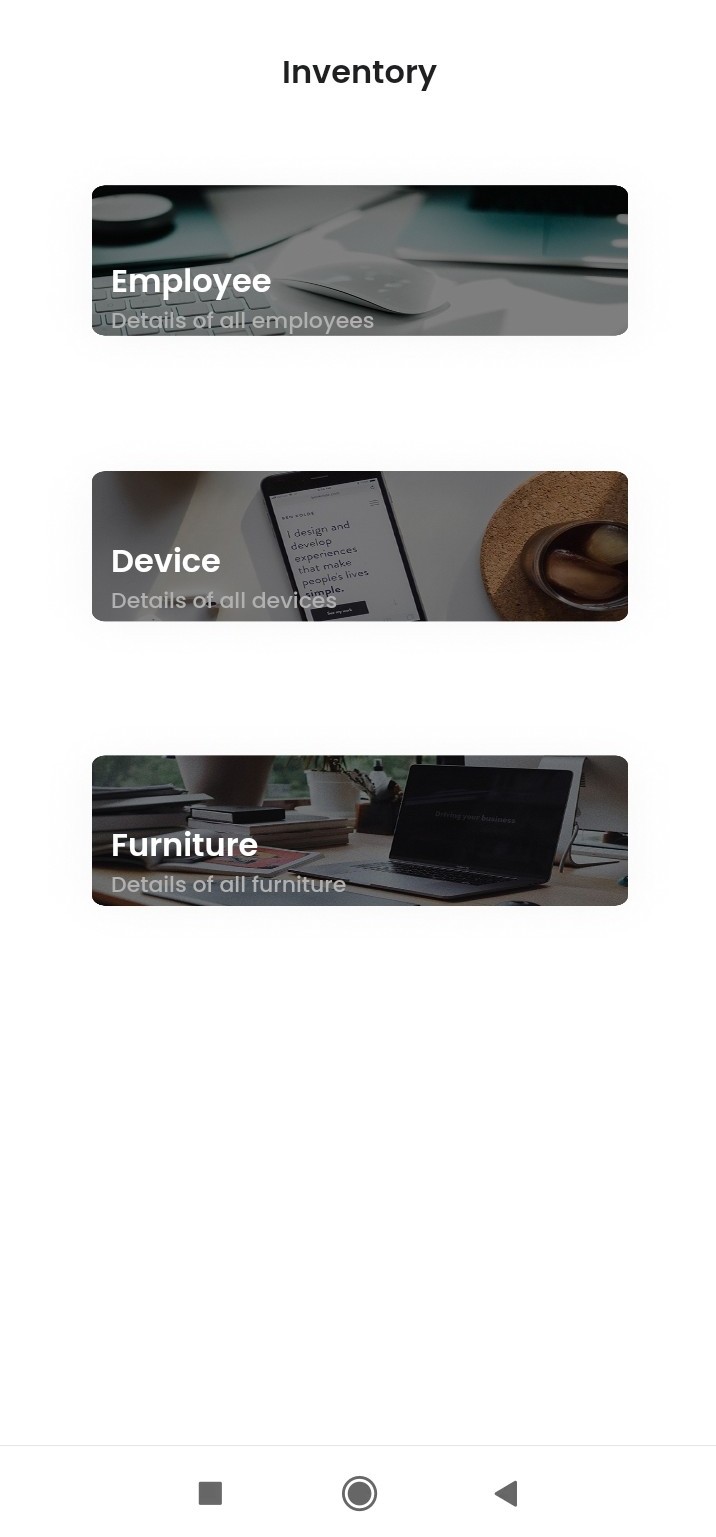 Inventory
Employee
Details of all employees
I design and
develop
experiences
that make
people's lives
simple.
Device
Details of all devices
Furniture
Details of all furniture